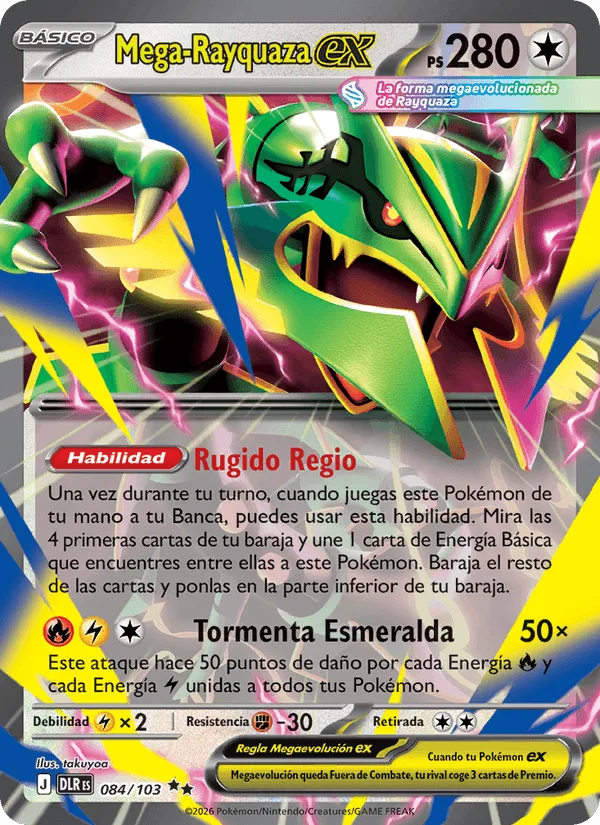 BÁSICO
Mega-Rayquaza ex
PS 280
La forma megaevolucionada
de Rayquaza
Habilidad Rugido Regio
Una vez durante tu turno, cuando juegas este Pokémon de
tu mano a tu Banca, puedes usar esta habilidad. Mira las
4 primeras cartas de tu baraja y une 1 carta de Energía Básica
que encuentres entre ellas a este Pokémon. Baraja el resto
de las cartas y ponlas en la parte inferior de tu baraja.
Tormenta Esmeralda 50×
Este ataque hace 50 puntos de daño por cada Energía y
cada Energía unidas a todos tus Pokémon.
Debilidad ×2 Resistencia -30 Retirada
Ilus. takuyoa
J DLR ES 084/103
Regla Megaevolución ex
Cuando tu Pokémon ex
Megaevolución queda Fuera de Combate, tu rival coge 3 cartas de Premio.
©2026 Pokémon/Nintendo/Creatures/GAME FREAK